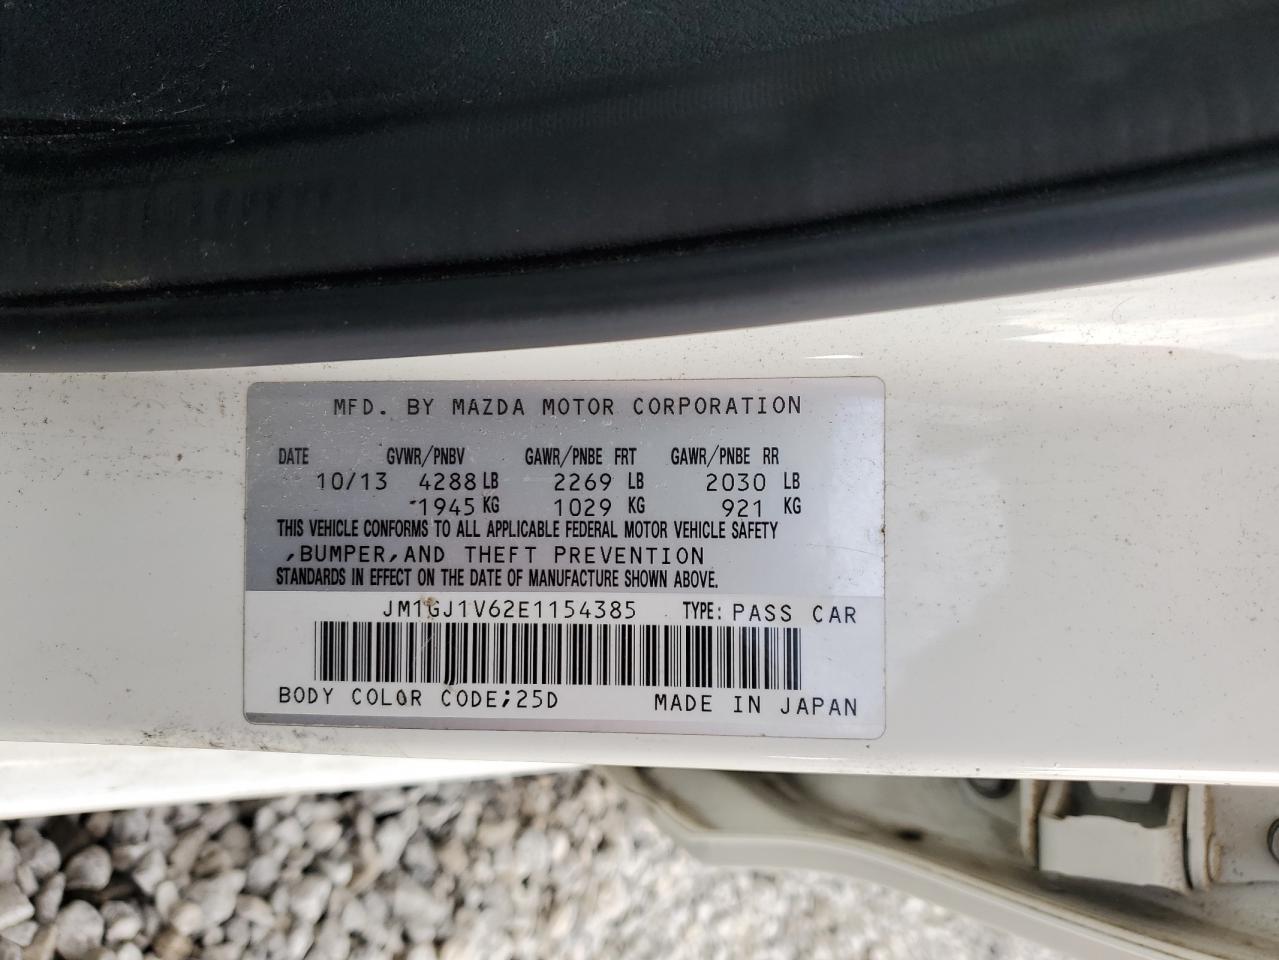 MFD. BY MAZDA MOTOR CORPORATION
DATE GVWR/PNBV GAWR/PNBE FRT GAWR/PNBE RR
10/13 4288 LB 2269 LB 2030 LB
1945 KG 1029 KG 921 KG
THIS VEHICLE CONFORMS TO ALL APPLICABLE FEDERAL MOTOR VEHICLE SAFETY
,BUMPER,AND THEFT PREVENTION
STANDARDS IN EFFECT ON THE DATE OF MANUFACTURE SHOWN ABOVE.
JM1GJ1V62E1154385 TYPE: PASS CAR
BODY COLOR CODE;25D MADE IN JAPAN